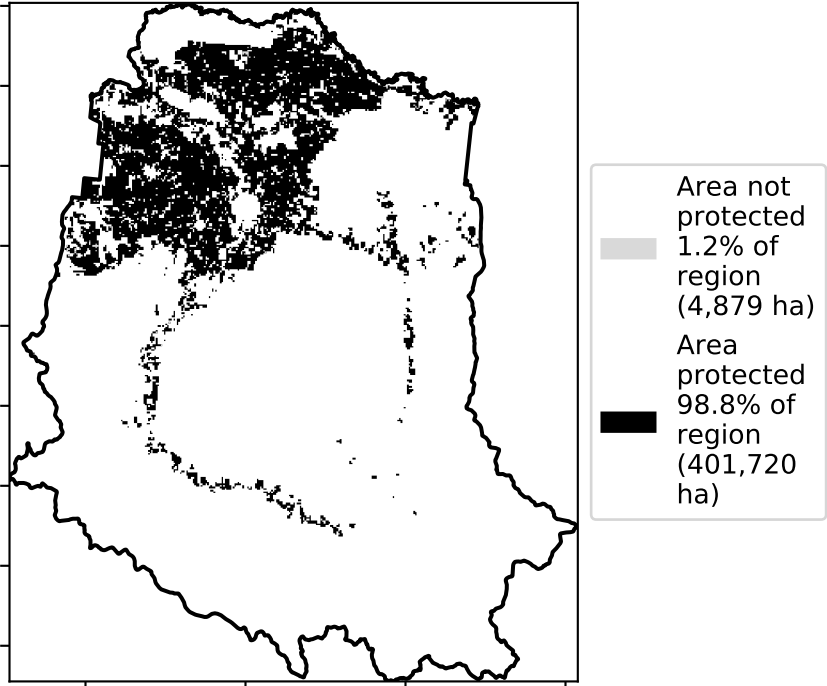 Area not
protected
1.2% of
region
(4,879 ha)
Area
protected
98.8% of
region
(401,720
ha)